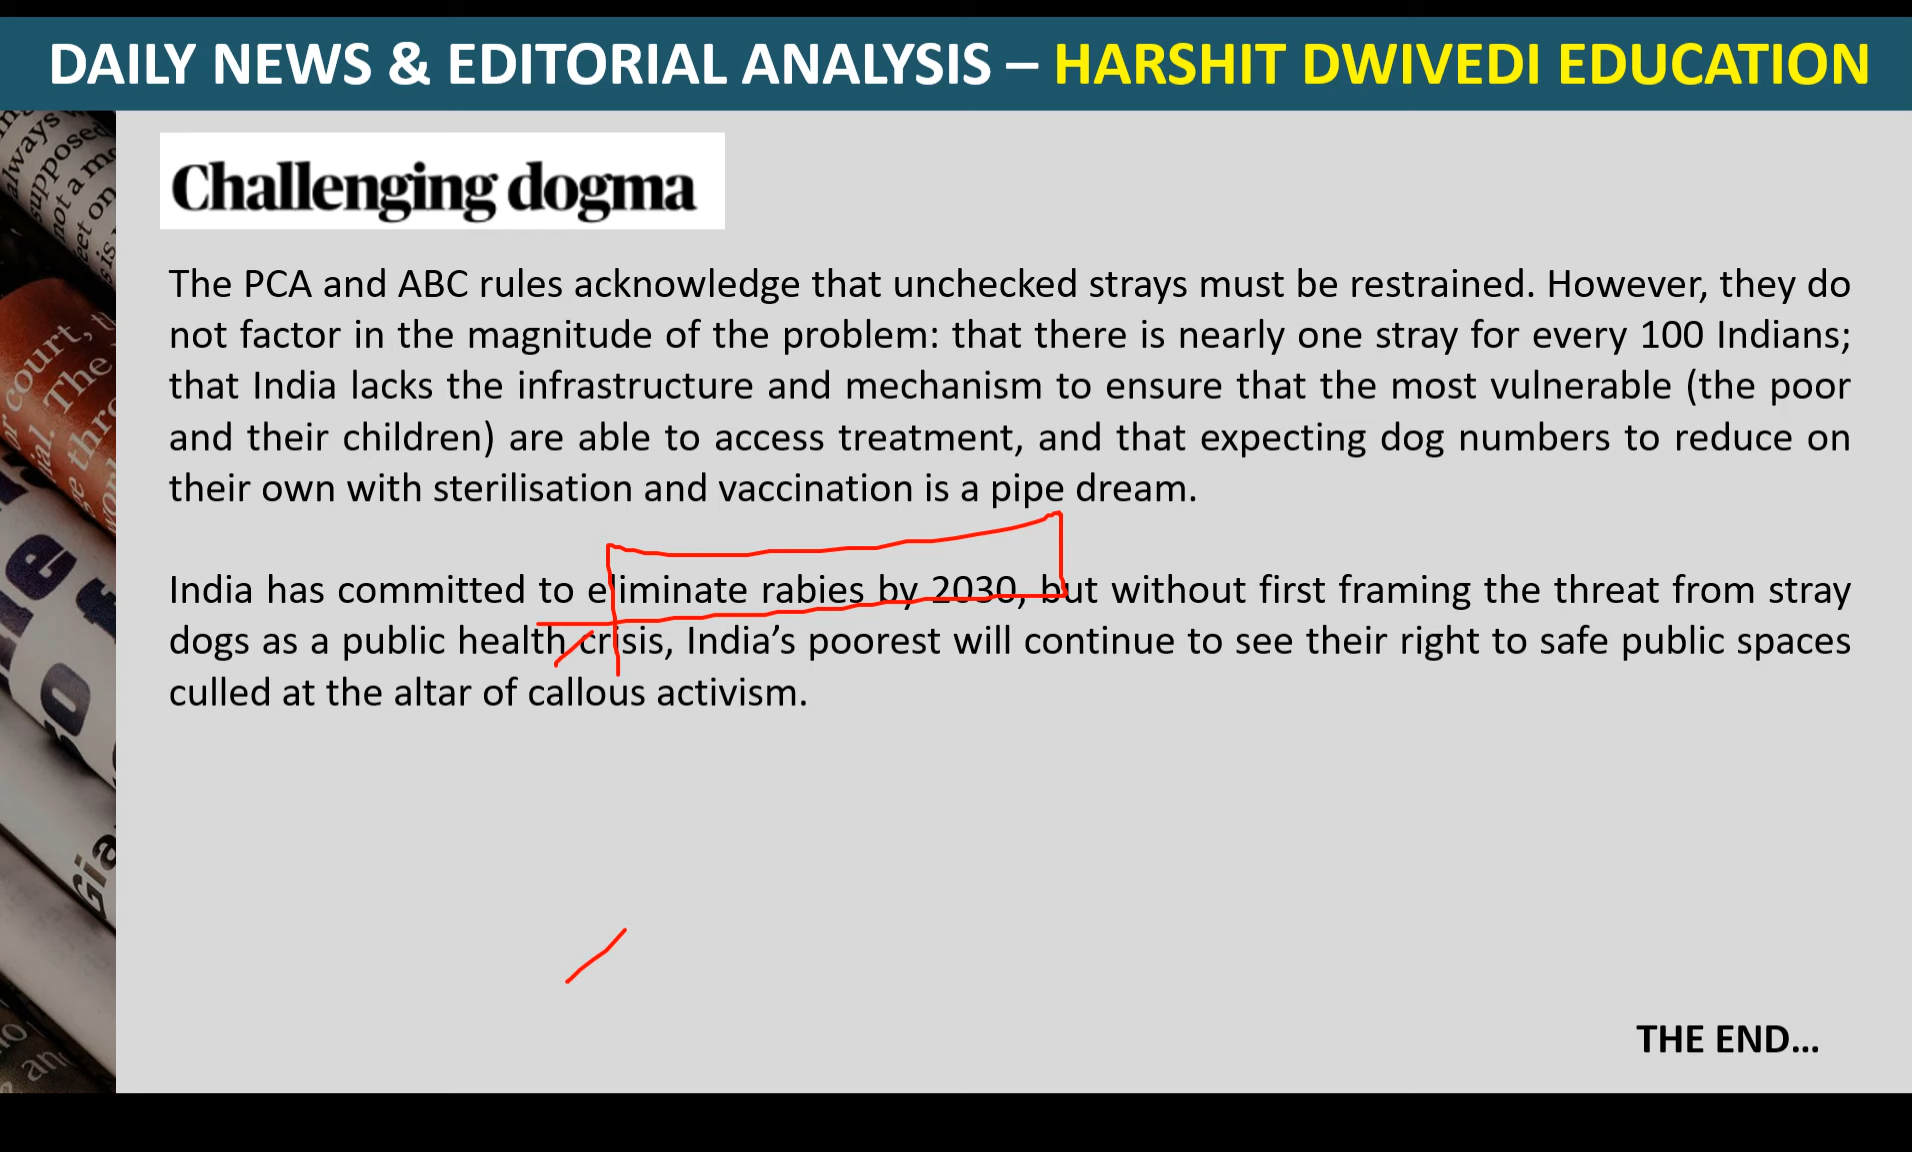 DAILY NEWS & EDITORIAL ANALYSIS – HARSHIT DWIVEDI EDUCATION
Challenging dogma
The PCA and ABC rules acknowledge that unchecked strays must be restrained. However, they do
not factor in the magnitude of the problem: that there is nearly one stray for every 100 Indians;
that India lacks the infrastructure and mechanism to ensure that the most vulnerable (the poor
and their children) are able to access treatment, and that expecting dog numbers to reduce on
their own with sterilisation and vaccination is a pipe dream.
India has committed to eliminate rabies by 2030, but without first framing the threat from stray
dogs as a public health crisis, India’s poorest will continue to see their right to safe public spaces
culled at the altar of callous activism.
THE END...
always
supposed
not a
court,
The